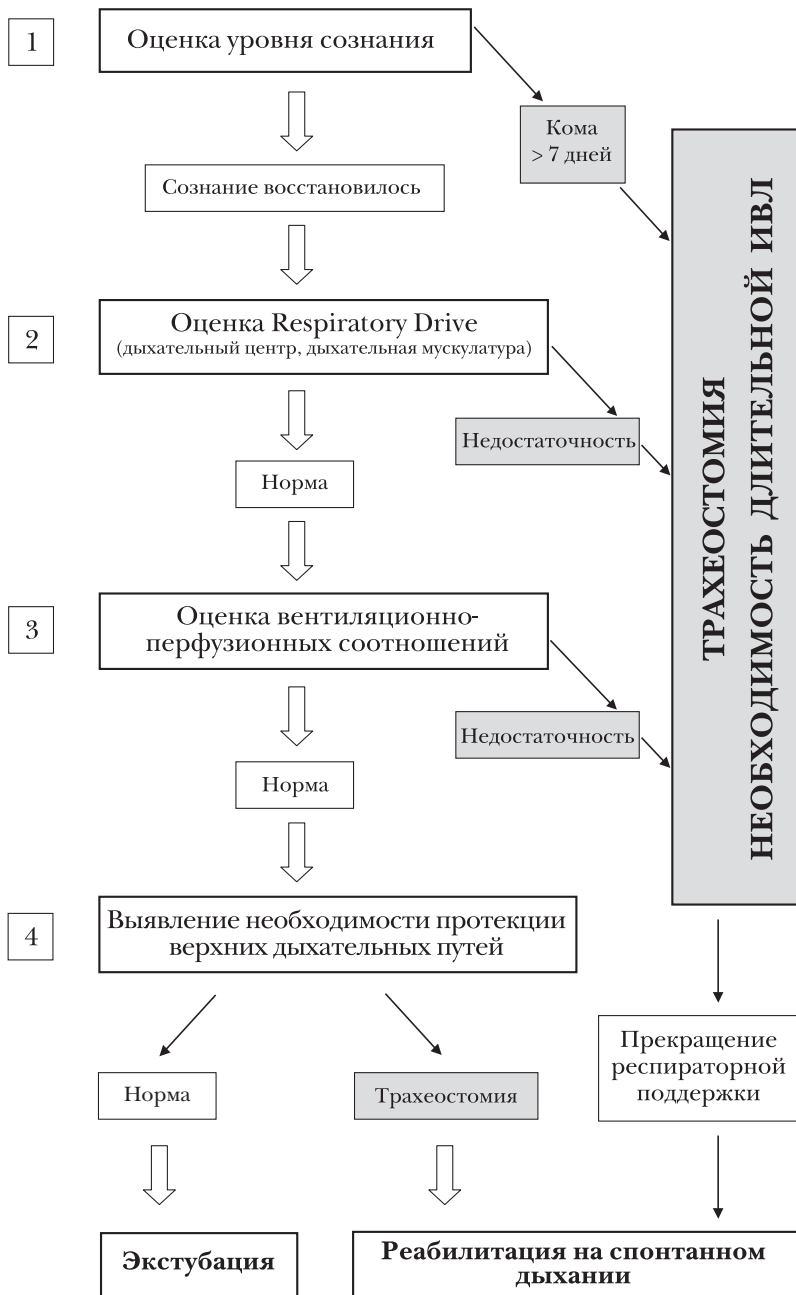 1
Оценка уровня сознания
Кома
> 7 дней
Сознание восстановилось
2
Оценка Respiratory Drive
(дыхательный центр, дыхательная мускулатура)
Недостаточность
Норма
3
Оценка вентиляционно-
перфузионных соотношений
Недостаточность
Норма
ТРАХЕОСТОМИЯ
НЕОБХОДИМОСТЬ ДЛИТЕЛЬНОЙ ИВЛ
4
Выявление необходимости протекции
верхних дыхательных путей
Норма
Трахеостомия
Прекращение
респираторной
поддержки
Экстубация
Реабилитация на спонтанном
дыхании